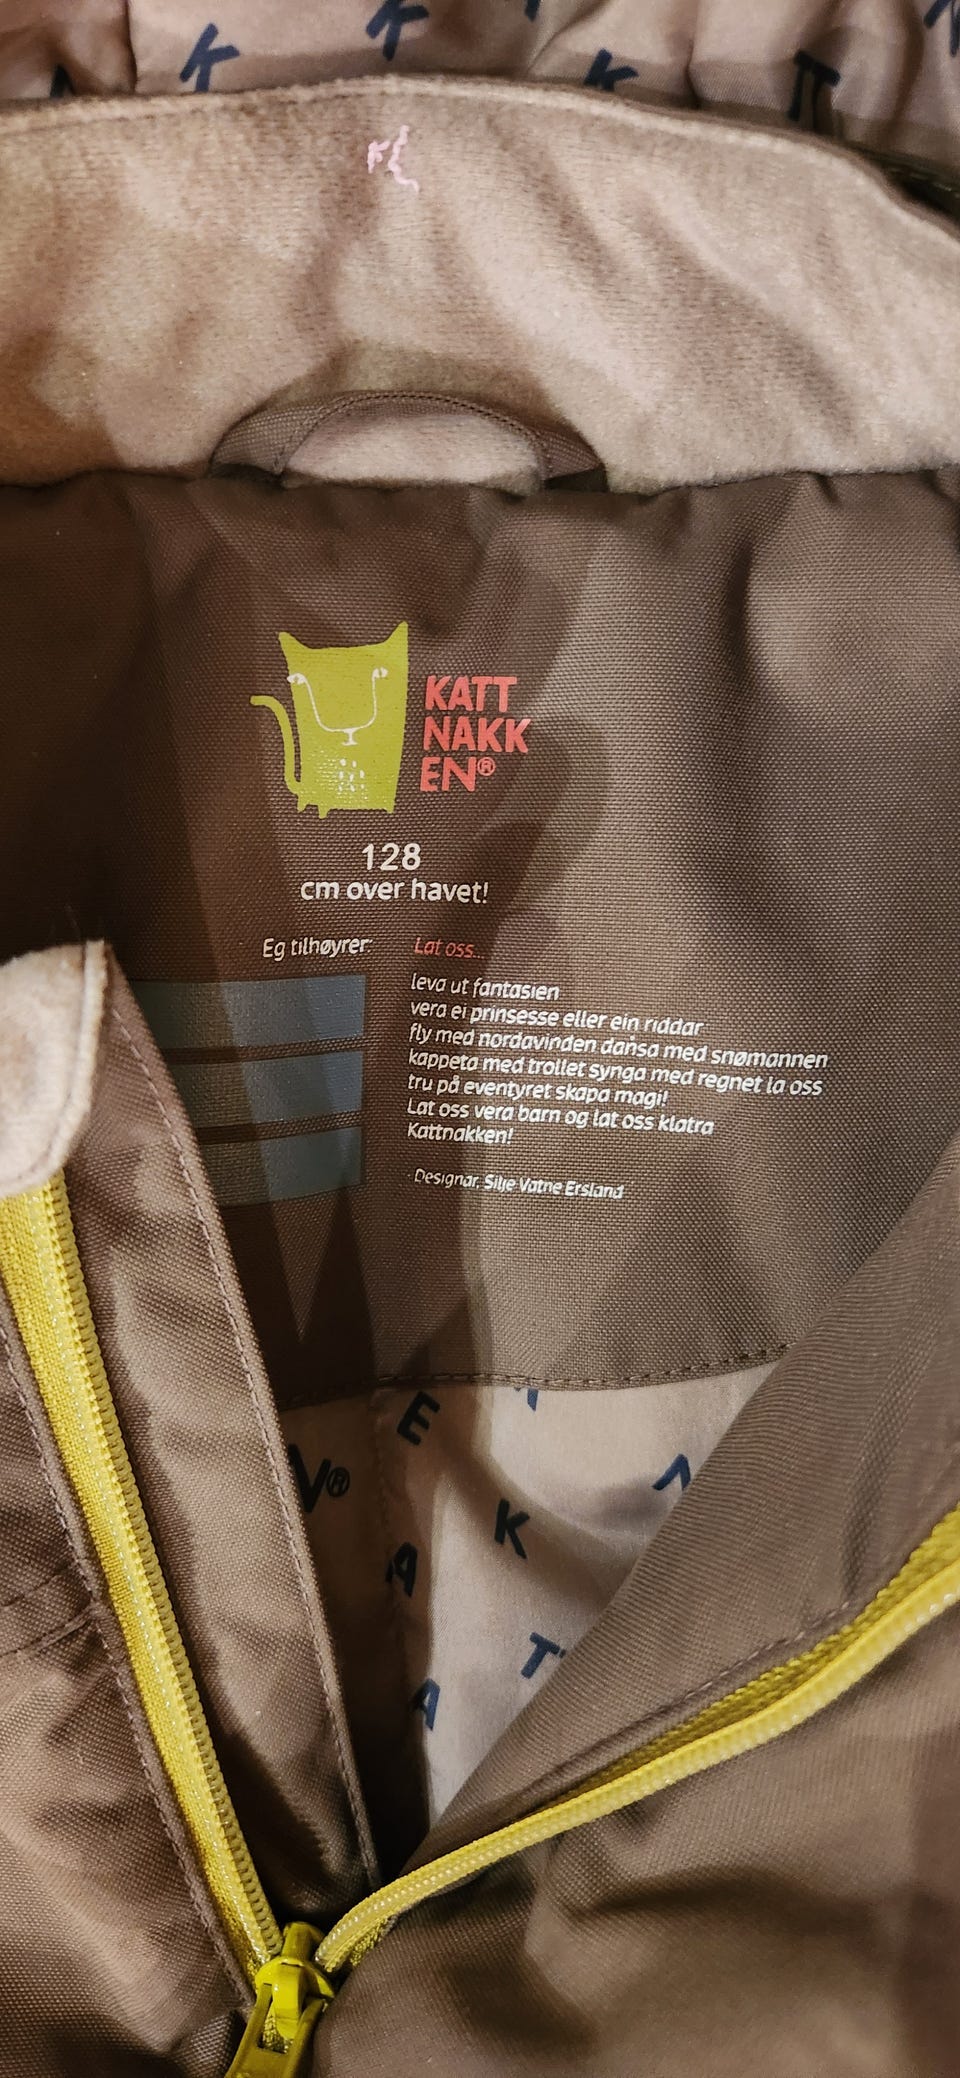 KATT
NAKK
EN®
128
cm over havet!
Eg tilhøyrer:
Lat oss...
leva ut fantasien
vera ei prinsesse eller ein riddar
fly med nordavinden dansa med snømannen
kappeta med trollet synga med regnet la oss
tru på eventyret skapa magi!
Lat oss vera barn og lat oss klatra
Kattnakken!
Designar: Silje Vatne Ersland